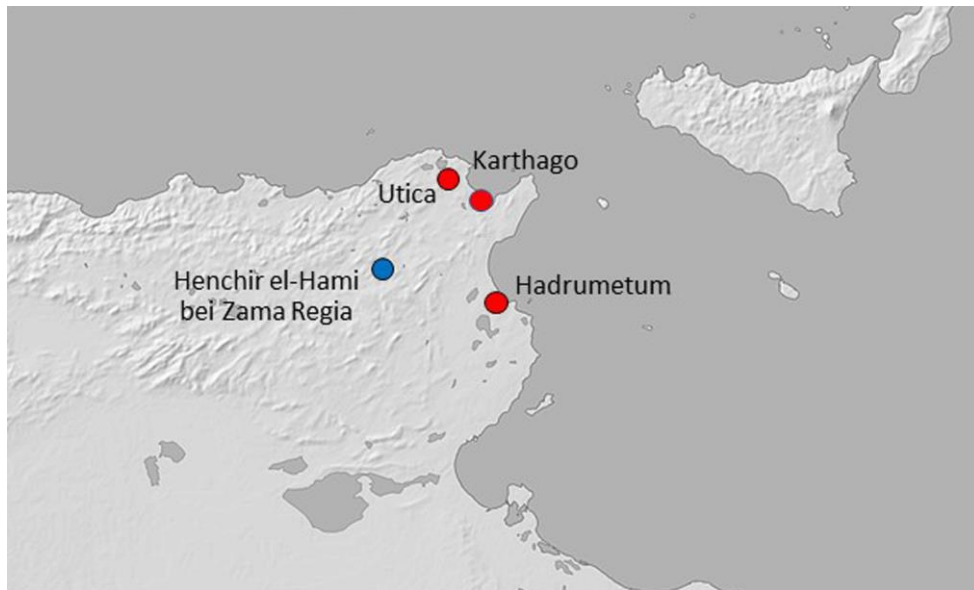 Karthago
Utica
Henchir el-Hami
bei Zama Regia
Hadrumetum